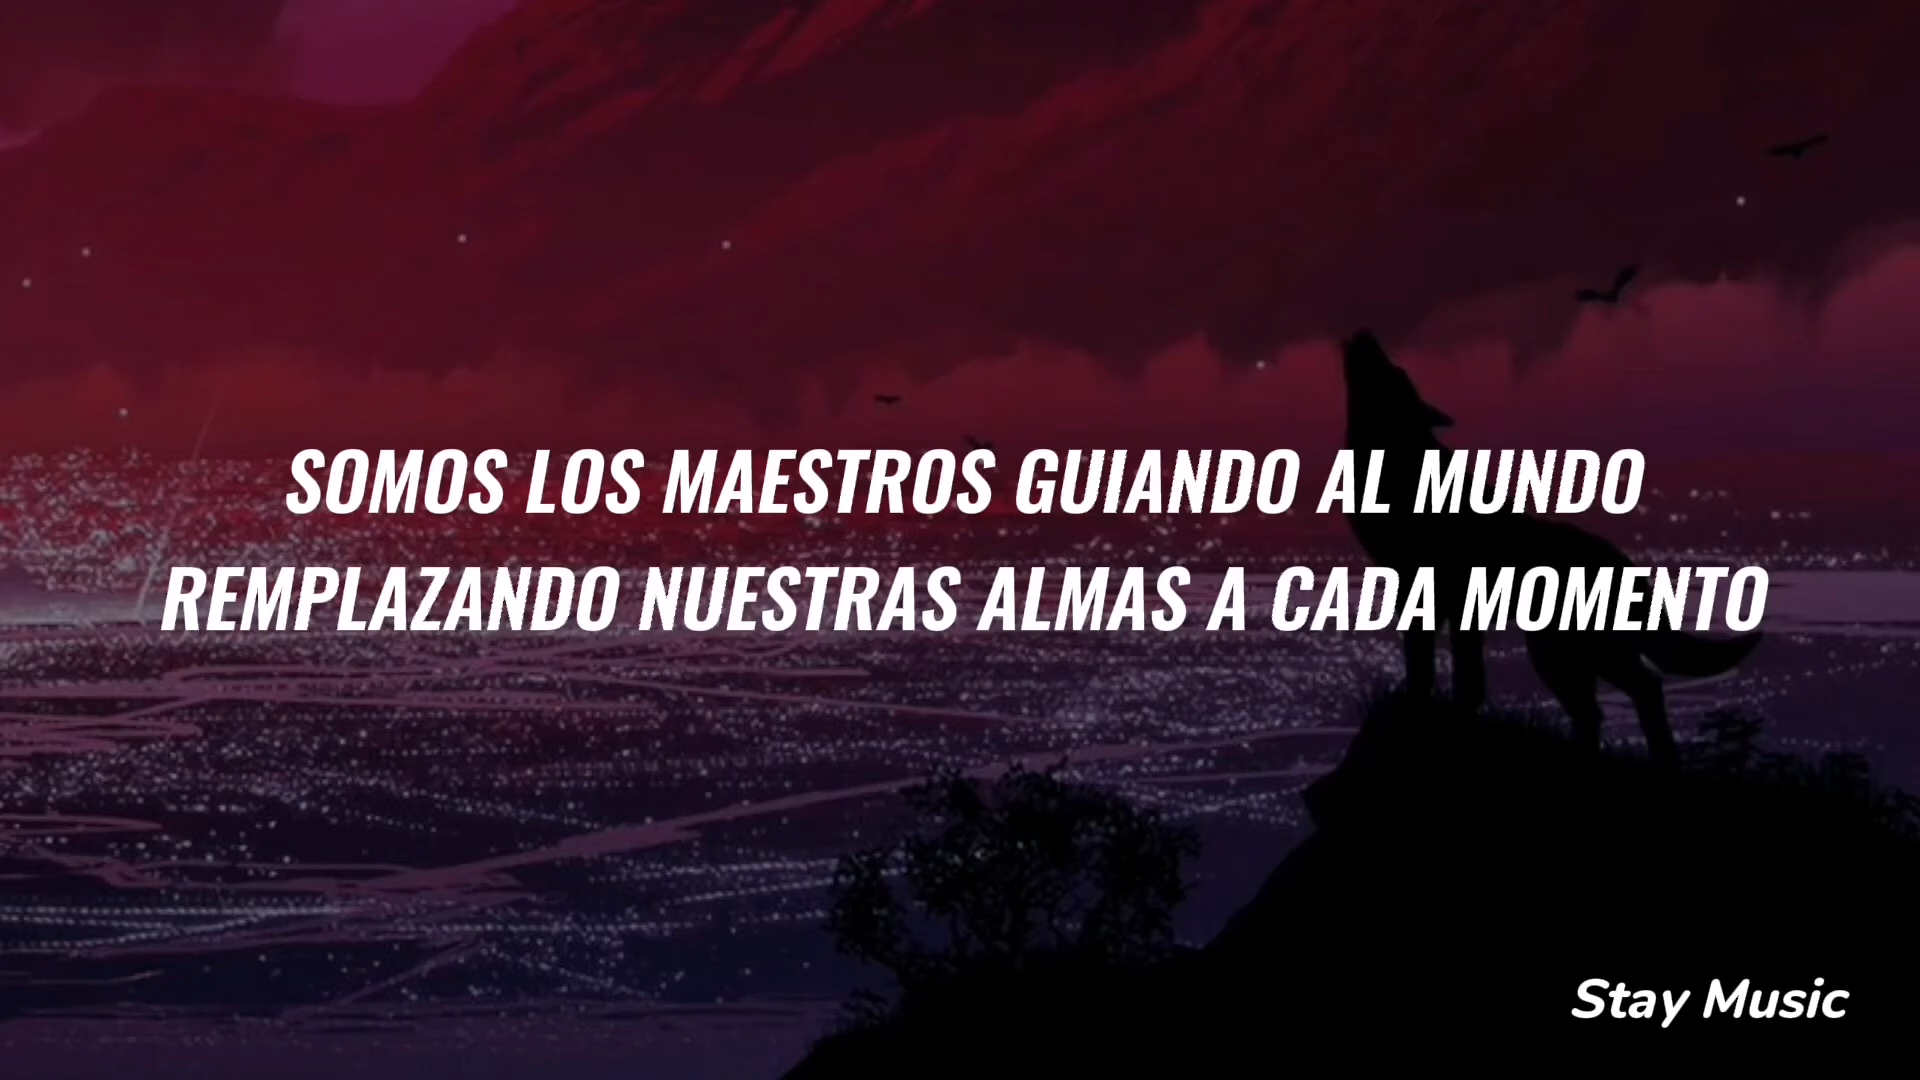 SOMOS LOS MAESTROS GUIANDO AL MUNDO
REMPLAZANDO NUESTRAS ALMAS A CADA MOMENTO
Stay Music